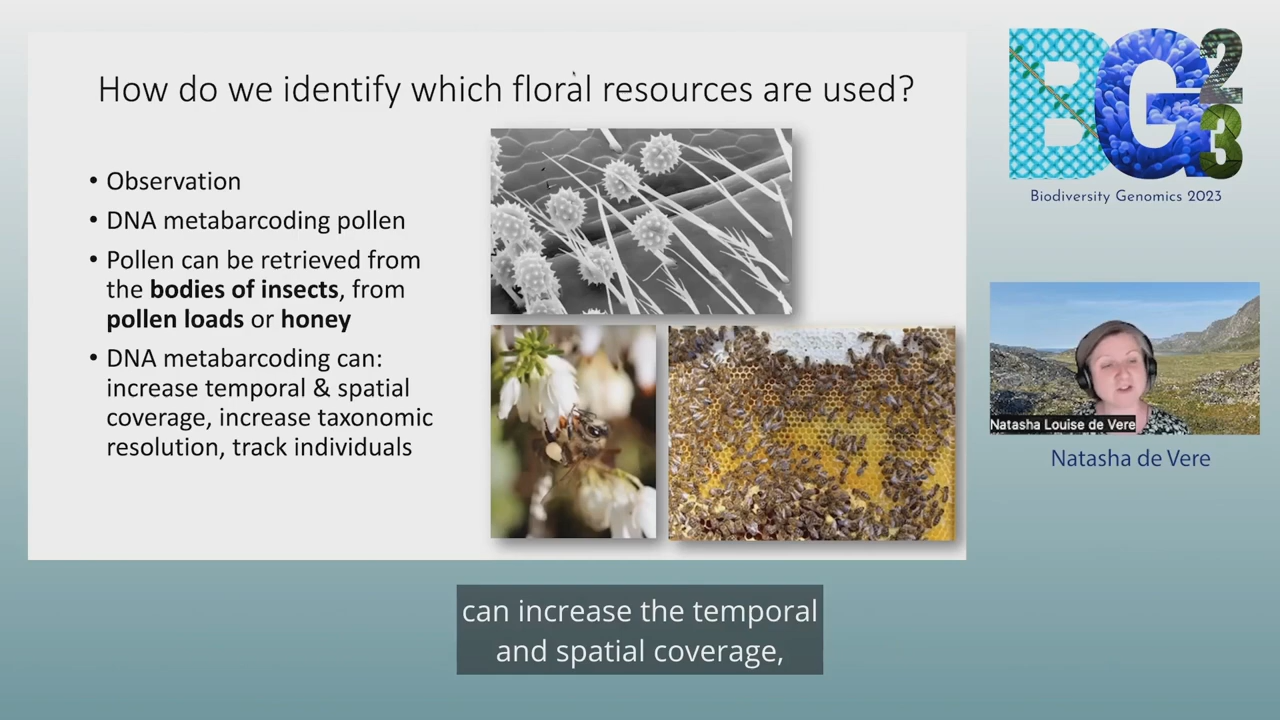 How do we identify which floral resources are used?
• Observation
• DNA metabarcoding pollen
• Pollen can be retrieved from
the bodies of insects, from
pollen loads or honey
• DNA metabarcoding can:
increase temporal & spatial
coverage, increase taxonomic
resolution, track individuals
BG23
Biodiversity Genomics 2023
Natasha Louise de Vere
Natasha de Vere
can increase the temporal
and spatial coverage,